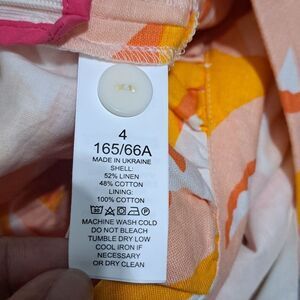 4
165/66A
MADE IN UKRAINE
SHELL:
52% LINEN
48% COTTON
LINING:
100% COTTON
MACHINE WASH COLD
DO NOT BLEACH
TUMBLE DRY LOW
COOL IRON IF
NECESSARY
OR DRY CLEAN